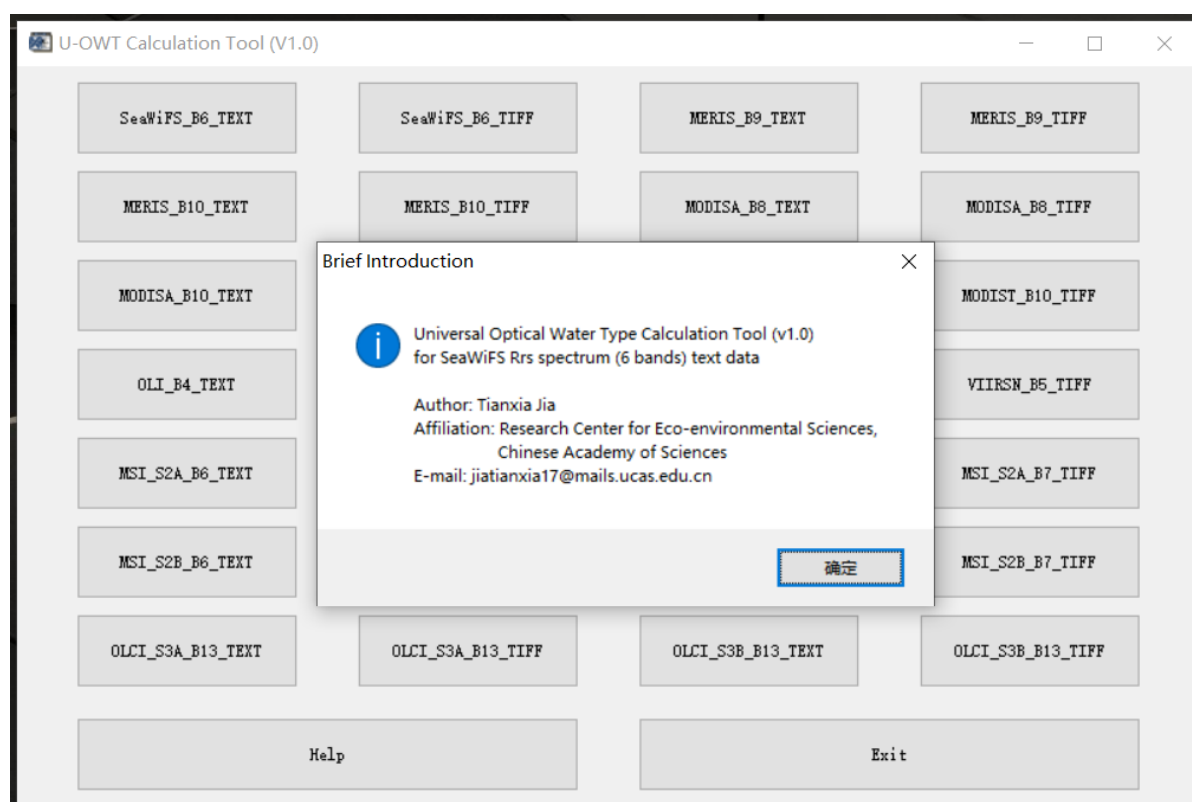 U-OWT Calculation Tool (V1.0)
SeaWiFS_B6_TEXT
SeaWiFS_B6_TIFF
MERIS_B9_TEXT
MERIS_B9_TIFF
MERIS_B10_TEXT
MERIS_B10_TIFF
MODISA_B8_TEXT
MODISA_B8_TIFF
Brief Introduction
MODISA_B10_TEXT
MODIST_B10_TIFF
Universal Optical Water Type Calculation Tool (v1.0)
for SeaWiFS Rrs spectrum (6 bands) text data
OLI_B4_TEXT
VIIRSN_B5_TIFF
Author: Tianxia Jia
Affiliation: Research Center for Eco-environmental Sciences,
Chinese Academy of Sciences
E-mail: jiatianxia17@mails.ucas.edu.cn
MSI_S2A_B6_TEXT
MSI_S2A_B7_TIFF
MSI_S2B_B6_TEXT
确定
MSI_S2B_B7_TIFF
OLCI_S3A_B13_TEXT
OLCI_S3A_B13_TIFF
OLCI_S3B_B13_TEXT
OLCI_S3B_B13_TIFF
Help
Exit